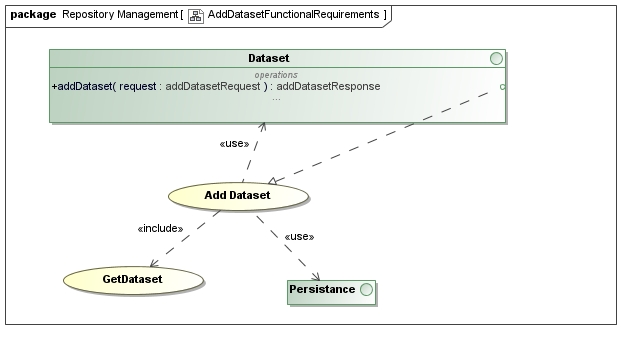 package Repository Management[ AddDatasetFunctionalRequirements ]
Dataset
operations
+addDataset( request : addDatasetRequest ) : addDatasetResponse
...
«use»
Add Dataset
«include»
«use»
GetDataset
Persistance